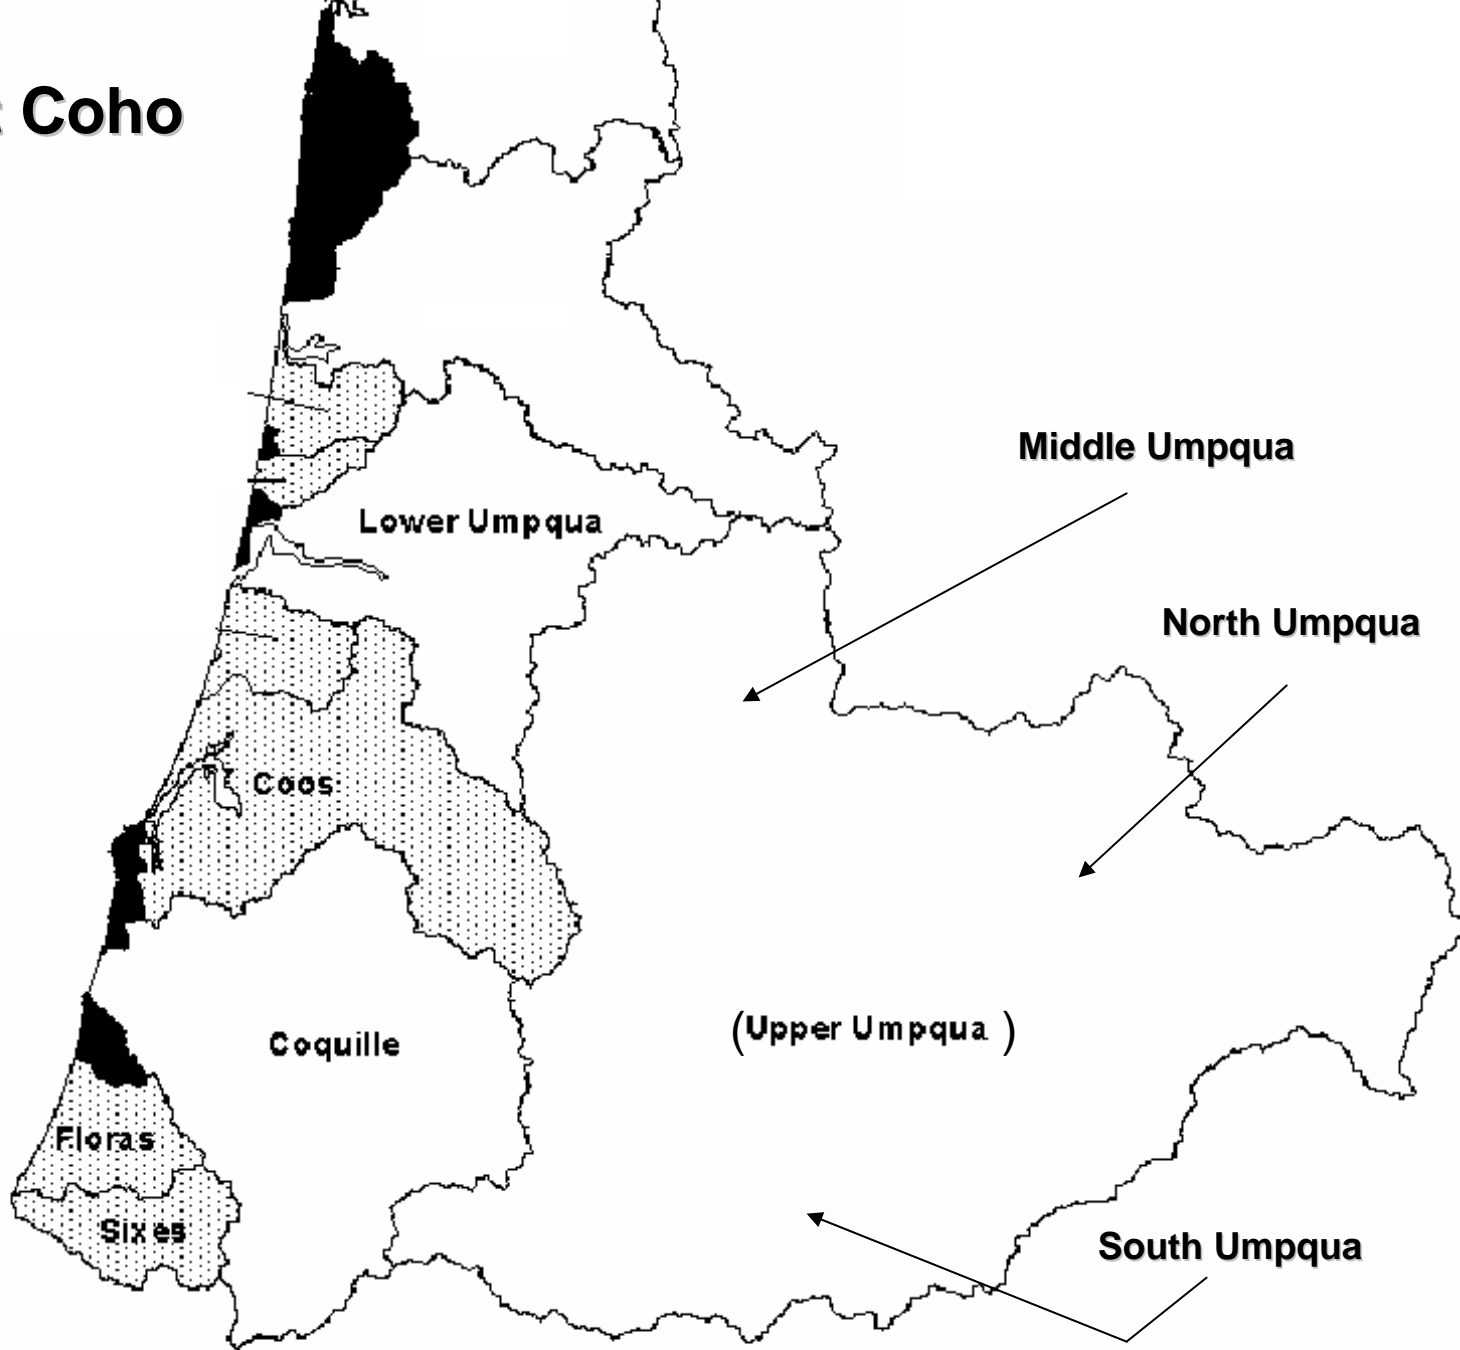 Coho
Middle Umpqua
Lower Umpqua
North Umpqua
Coos
(Upper Umpqua )
Coquille
Floras
Sixes
South Umpqua